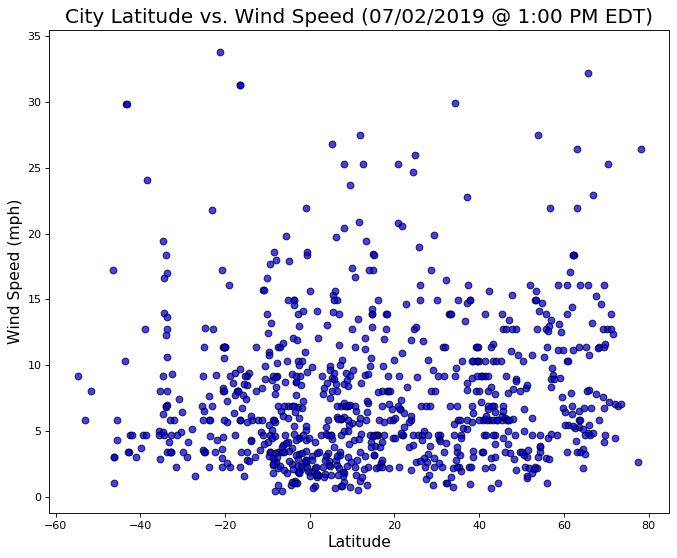 City Latitude vs. Wind Speed (07/02/2019 @ 1:00 PM EDT)
35
30
25
20
15
10
5
0
Wind Speed (mph)
−60 −40 −20 0 20 40 60 80
Latitude